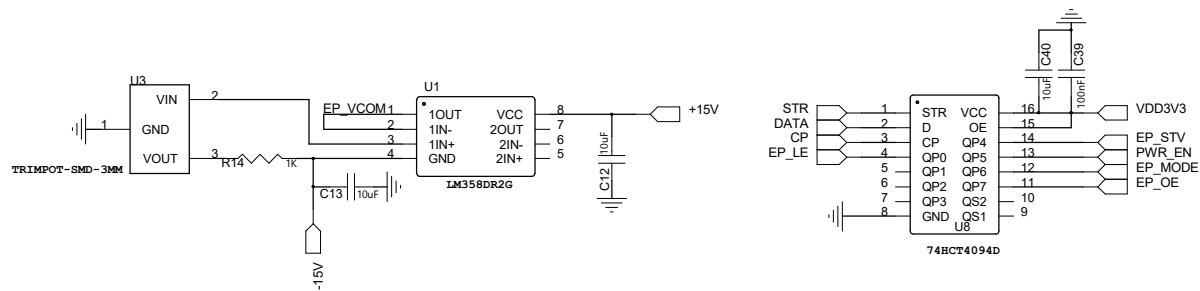 U3
VIN
2
1
GND
VOUT
3
TRIMPOT-SMD-3MM
R14
1K
C13
10uF
-15V
U1
EP_VCOM
1
1OUT
VCC
8
2
1IN-
2OUT
7
3
1IN+
2IN-
6
4
GND
2IN+
5
LM358DR2G
+15V
10uF
C12
C40
10uF
C39
100nF
STR
1
STR
VCC
16
VDD3V3
DATA
2
D
OE
15
CP
3
CP
QP4
14
EP_STV
EP_LE
4
QP0
QP5
13
PWR_EN
5
QP1
QP6
12
EP_MODE
6
QP2
QP7
11
EP_OE
7
QP3
QS2
10
8
GND
QS1
9
U8
74HCT4094D